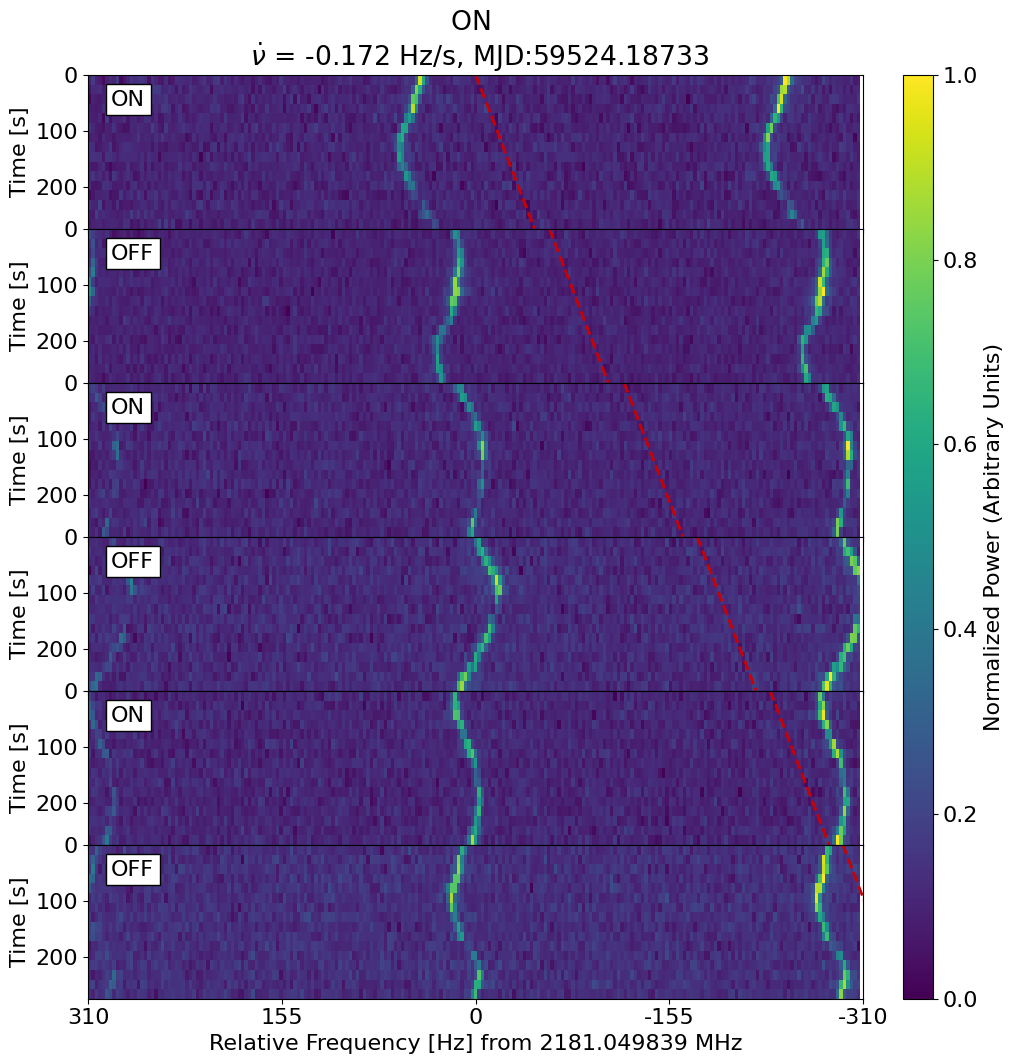 ON
ν̇ = -0.172 Hz/s, MJD:59524.18733
0
ON
100
200
Time [s]
0
OFF
100
200
Time [s]
0
ON
100
200
Time [s]
0
OFF
100
200
Time [s]
0
ON
100
200
Time [s]
0
OFF
100
200
Time [s]
310 155 0 -155 -310
Relative Frequency [Hz] from 2181.049839 MHz
1.0
0.8
0.6
0.4
0.2
0.0
Normalized Power (Arbitrary Units)